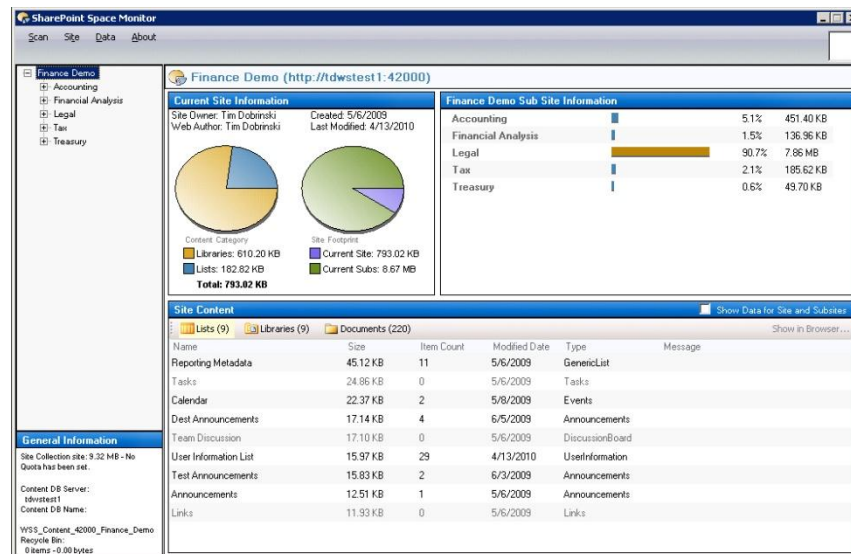 SharePoint Space Monitor
Scan Site Data About
Finance Demo
Accounting
Financial Analysis
Legal
Tax
Treasury
Finance Demo (http://tdwstest1:42000)
Current Site Information
Site Owner: Tim Dobrinski Created: 5/6/2009
Web Author: Tim Dobrinski Last Modified: 4/13/2010
Content Category Site Footprint
Libraries: 610.20 KB Current Site: 793.02 KB
Lists: 182.82 KB Current Subs: 8.67 MB
Total: 793.02 KB
Finance Demo Sub Site Information
Accounting 5.1% 451.40 KB
Financial Analysis 1.5% 136.96 KB
Legal 90.7% 7.86 MB
Tax 2.1% 185.62 KB
Treasury 0.6% 49.70 KB
Site Content Show Data for Site and Subsites
Lists (9) Libraries (9) Documents (220) Show in Browser...
Name Size Item Count Modified Date Type Message
Reporting Metadata 45.12 KB 11 5/6/2009 GenericList
Tasks 24.86 KB 0 5/6/2009 Tasks
Calendar 22.37 KB 2 5/8/2009 Events
Dest Announcements 17.14 KB 4 6/5/2009 Announcements
Team Discussion 17.10 KB 0 5/6/2009 DiscussionBoard
User Information List 15.97 KB 29 4/13/2010 UserInformation
Test Announcements 15.83 KB 2 6/3/2009 Announcements
Announcements 12.51 KB 1 5/6/2009 Announcements
Links 11.93 KB 0 5/6/2009 Links
General Information
Site Collection site: 9.32 MB - No
Quota has been set.
Content DB Server:
tdwstest1
Content DB Name:
WSS_Content_42000_Finance_Demo
Recycle Bin:
0 items - 0.00 bytes